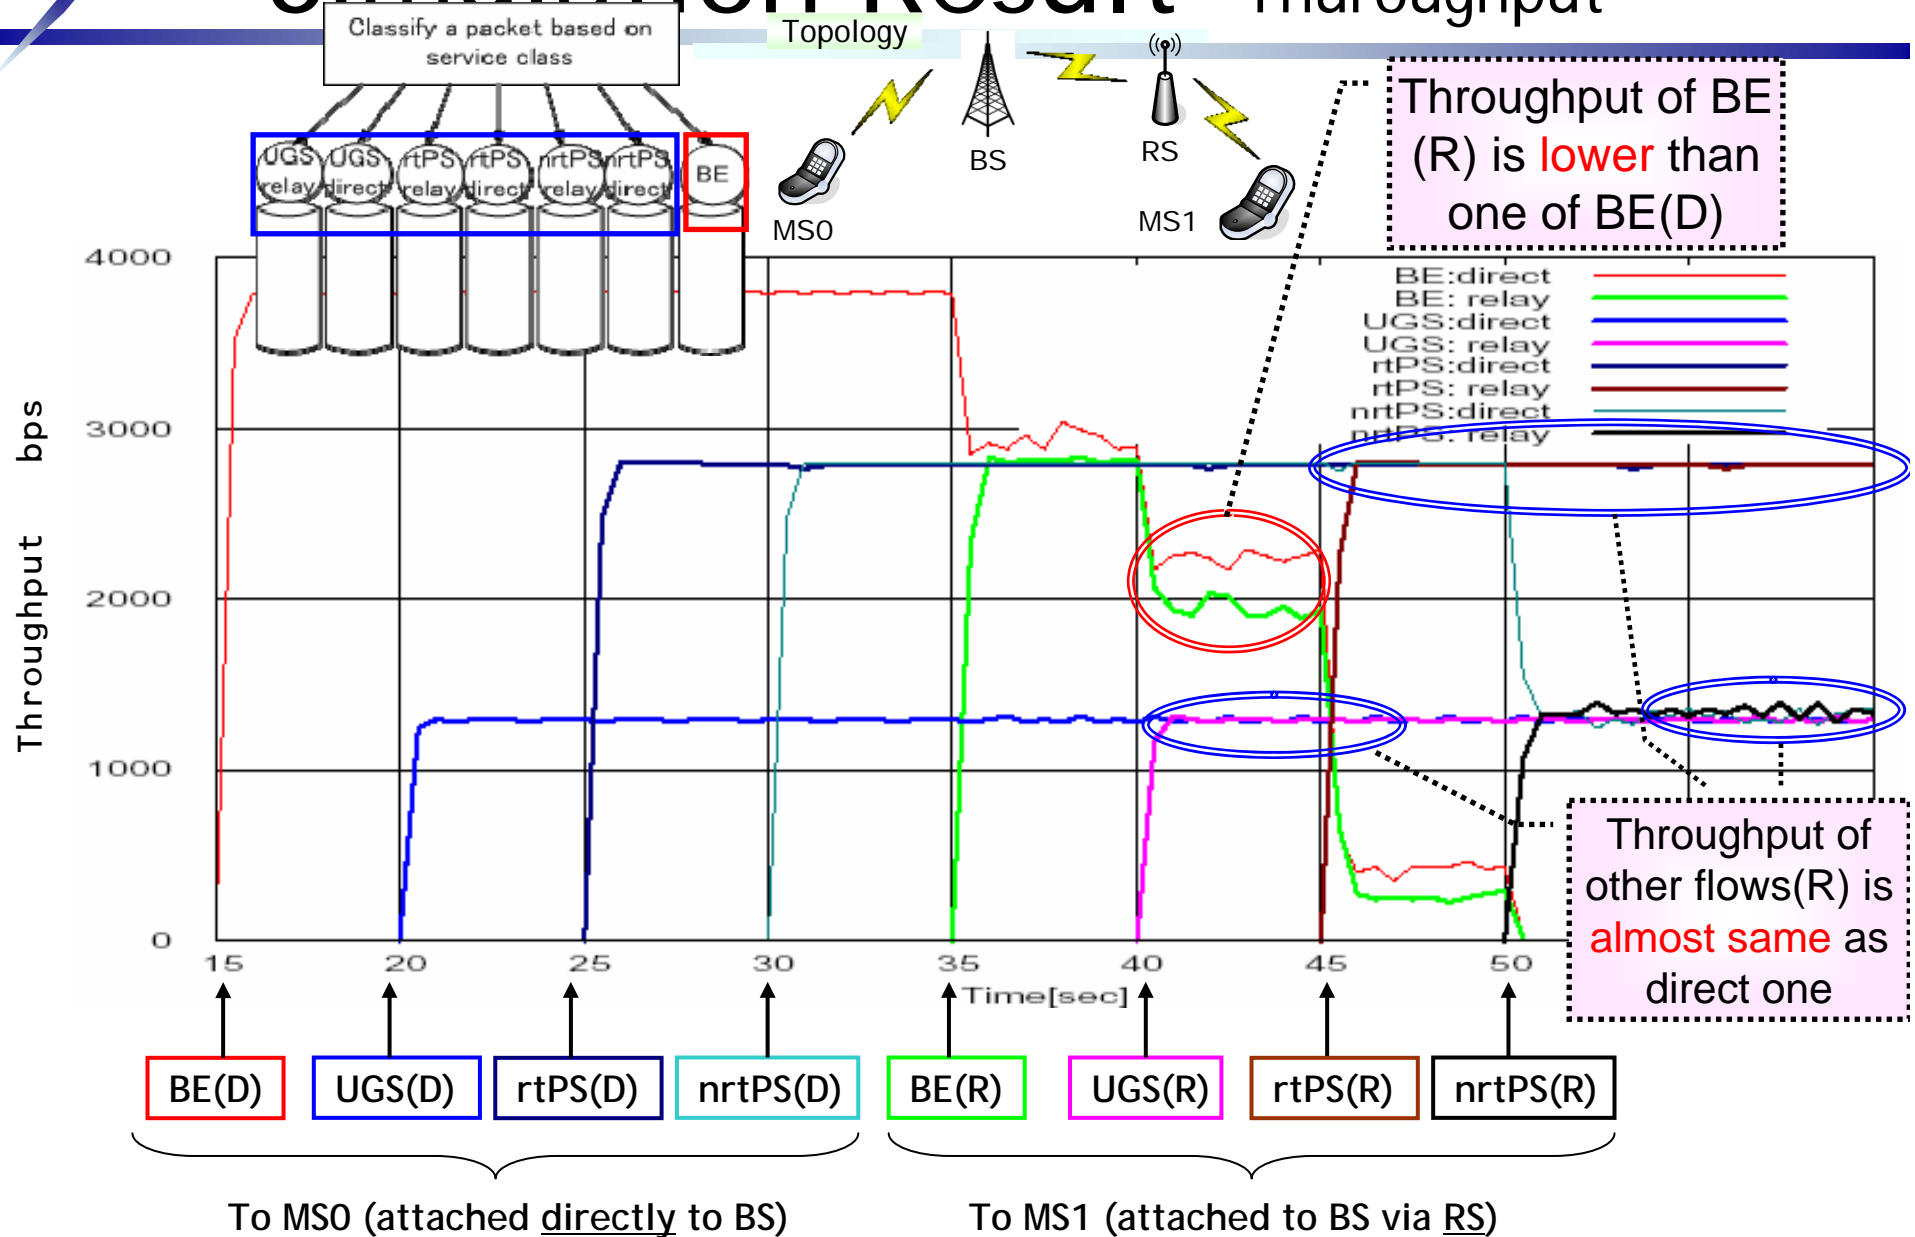 Simulation Result Throughput
Classify a packet based on
service class
Topology
UGS relay
UGS direct
rtPS relay
rtPS direct
nrtPS relay
nrtPS direct
BE
BS
RS
MS0
MS1
Throughput of BE
(R) is lower than
one of BE(D)
4000
3000
2000
1000
0
Throughput bps
BE:direct
BE: relay
UGS:direct
UGS: relay
rtPS:direct
rtPS: relay
nrtPS:direct
nrtPS: relay
Throughput of
other flows(R) is
almost same as
direct one
15 20 25 30 35 40 45 50
Time[sec]
BE(D) UGS(D) rtPS(D) nrtPS(D) BE(R) UGS(R) rtPS(R) nrtPS(R)
To MS0 (attached directly to BS)
To MS1 (attached to BS via RS)